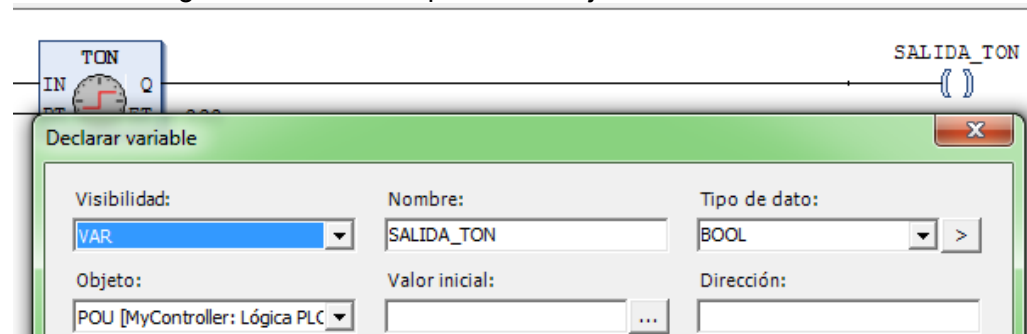 TON
SALIDA_TON
IN Q
Declarar variable
Visibilidad: Nombre: Tipo de dato:
VAR SALIDA_TON BOOL >
Objeto: Valor inicial: Dirección:
POU [MyController: Lógica PLC ...